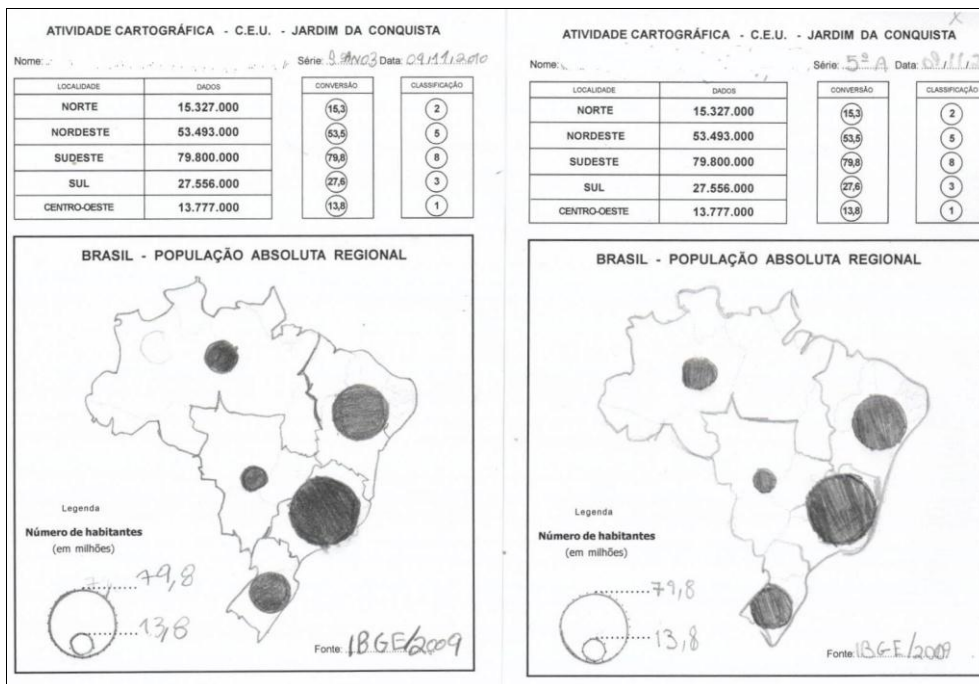 ATIVIDADE CARTOGRÁFICA - C.E.U. - JARDIM DA CONQUISTA
Nome: Série: 9ºANO3 Data: 09/11/2010
LOCALIDADE DADOS CONVERSÃO CLASSIFICAÇÃO
NORTE 15.327.000 15,3 2
NORDESTE 53.493.000 53,5 5
SUDESTE 79.800.000 79,8 8
SUL 27.556.000 27,6 3
CENTRO-OESTE 13.777.000 13,8 1
BRASIL - POPULAÇÃO ABSOLUTA REGIONAL
Legenda
Número de habitantes
(em milhões)
79,8
13,8
Fonte: IBGE/2009
ATIVIDADE CARTOGRÁFICA - C.E.U. - JARDIM DA CONQUISTA
Nome: Série: 5ª A Data: 09/11/2
LOCALIDADE DADOS CONVERSÃO CLASSIFICAÇÃO
NORTE 15.327.000 15,3 2
NORDESTE 53.493.000 53,5 5
SUDESTE 79.800.000 79,8 8
SUL 27.556.000 27,6 3
CENTRO-OESTE 13.777.000 13,8 1
BRASIL - POPULAÇÃO ABSOLUTA REGIONAL
Legenda
Número de habitantes
(em milhões)
79,8
13,8
Fonte: IBGE/2009